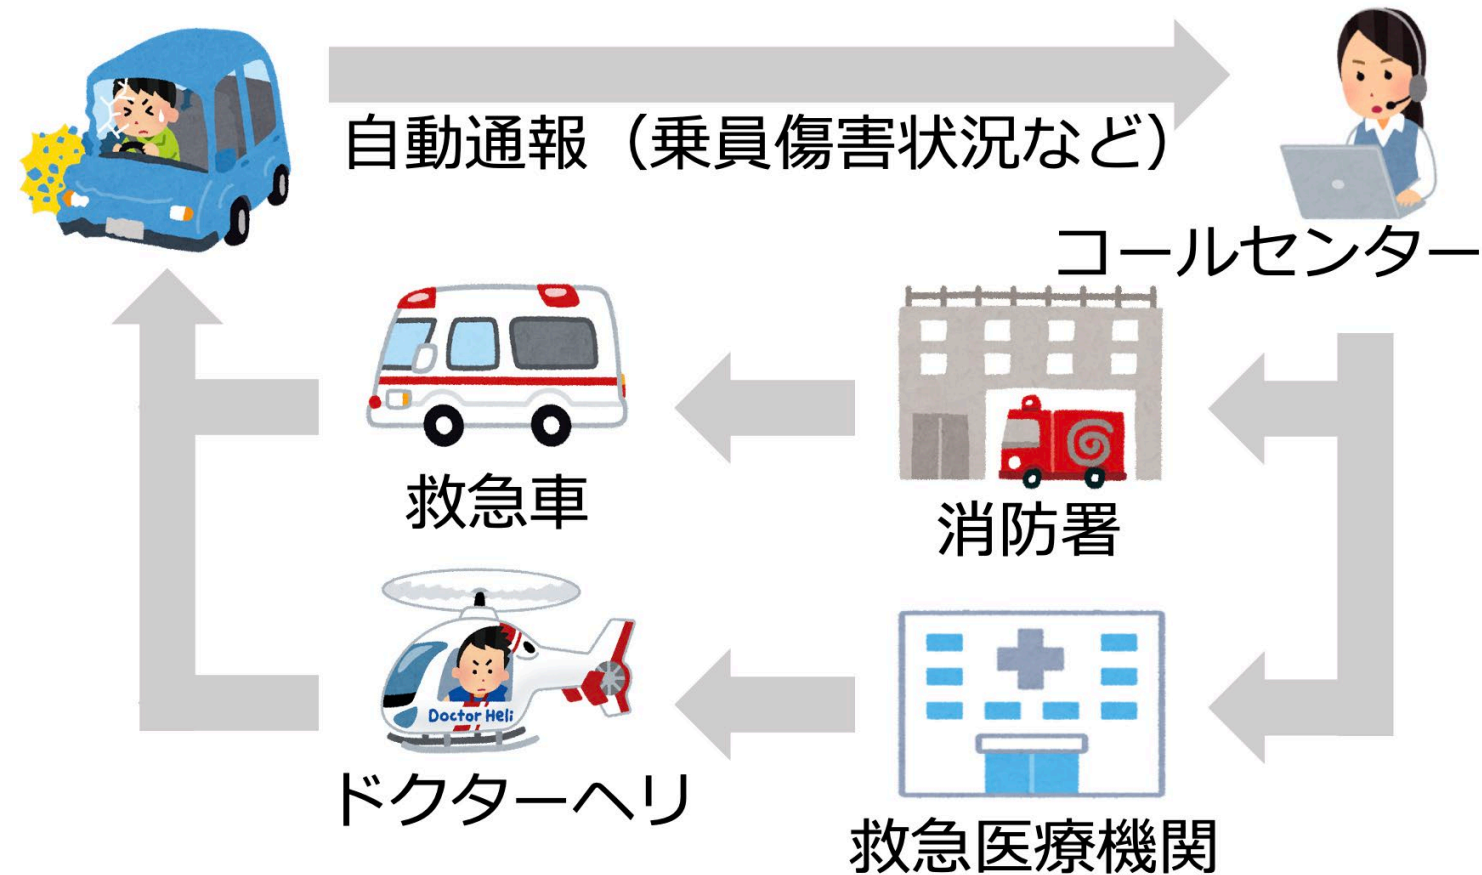 自動通報（乗員傷害状況など）
コールセンター
救急車
消防署
Doctor Heli
ドクターヘリ
救急医療機関